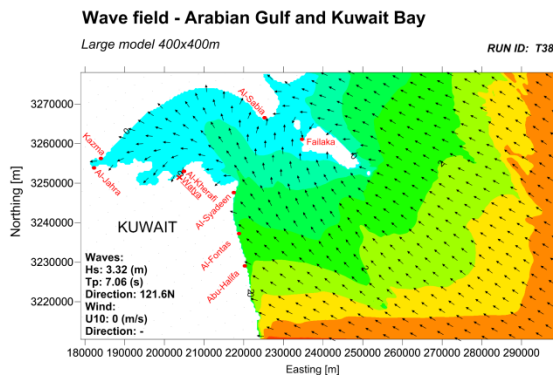 Wave field - Arabian Gulf and Kuwait Bay
Large model 400x400m
RUN ID: T38
3270000
3260000
3250000
3240000
3230000
3220000
Northing [m]
Al-Sabia
Failaka
Kazma
Al-Jahra
Al-Kharafi
Al-Syadeen
Al-Fontas
Abu-Halifa
KUWAIT
Waves:
Hs: 3.32 (m)
Tp: 7.06 (s)
Direction: 121.6N
Wind:
U10: 0 (m/s)
Direction: -
180000 190000 200000 210000 220000 230000 240000 250000 260000 270000 280000 290000
Easting [m]